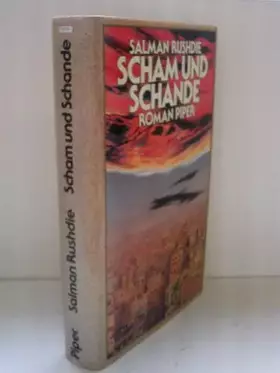 SALMAN RUSHDIE
SCHAM UND
SCHANDE
ROMAN PIPER
Piper Salman Rushdie Scham und Schande